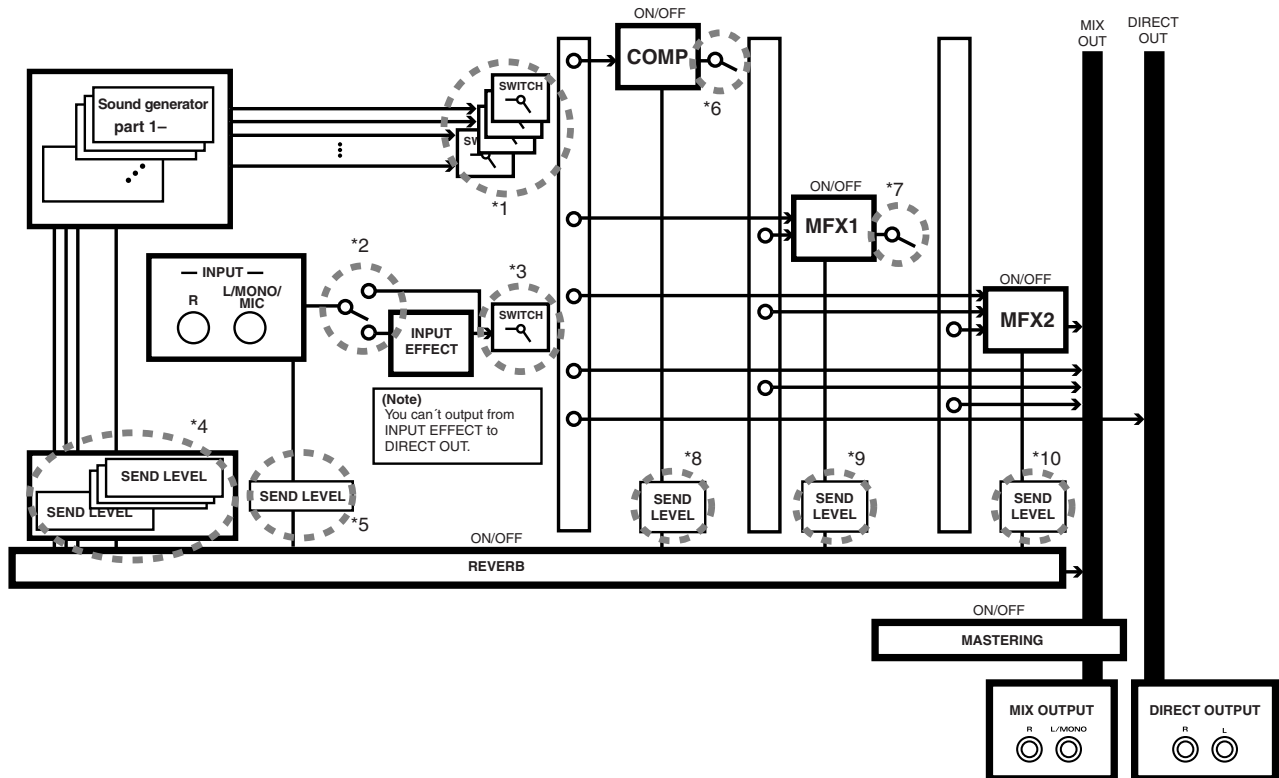 ON/OFF
MIX
OUT
DIRECT
OUT
COMP
*6
Sound generator
part 1–
SWITCH
SW
*1
ON/OFF
*7
MFX1
— INPUT —
R
L/MONO/
MIC
*2
INPUT
EFFECT
*3
SWITCH
ON/OFF
MFX2
(Note)
You can´t output from
INPUT EFFECT to
DIRECT OUT.
*4
SEND LEVEL
SEND LEVEL
SEND LEVEL
*5
*8
SEND
LEVEL
*9
SEND
LEVEL
*10
SEND
LEVEL
ON/OFF
REVERB
ON/OFF
MASTERING
MIX OUTPUT
R
L/MONO
DIRECT OUTPUT
R
L